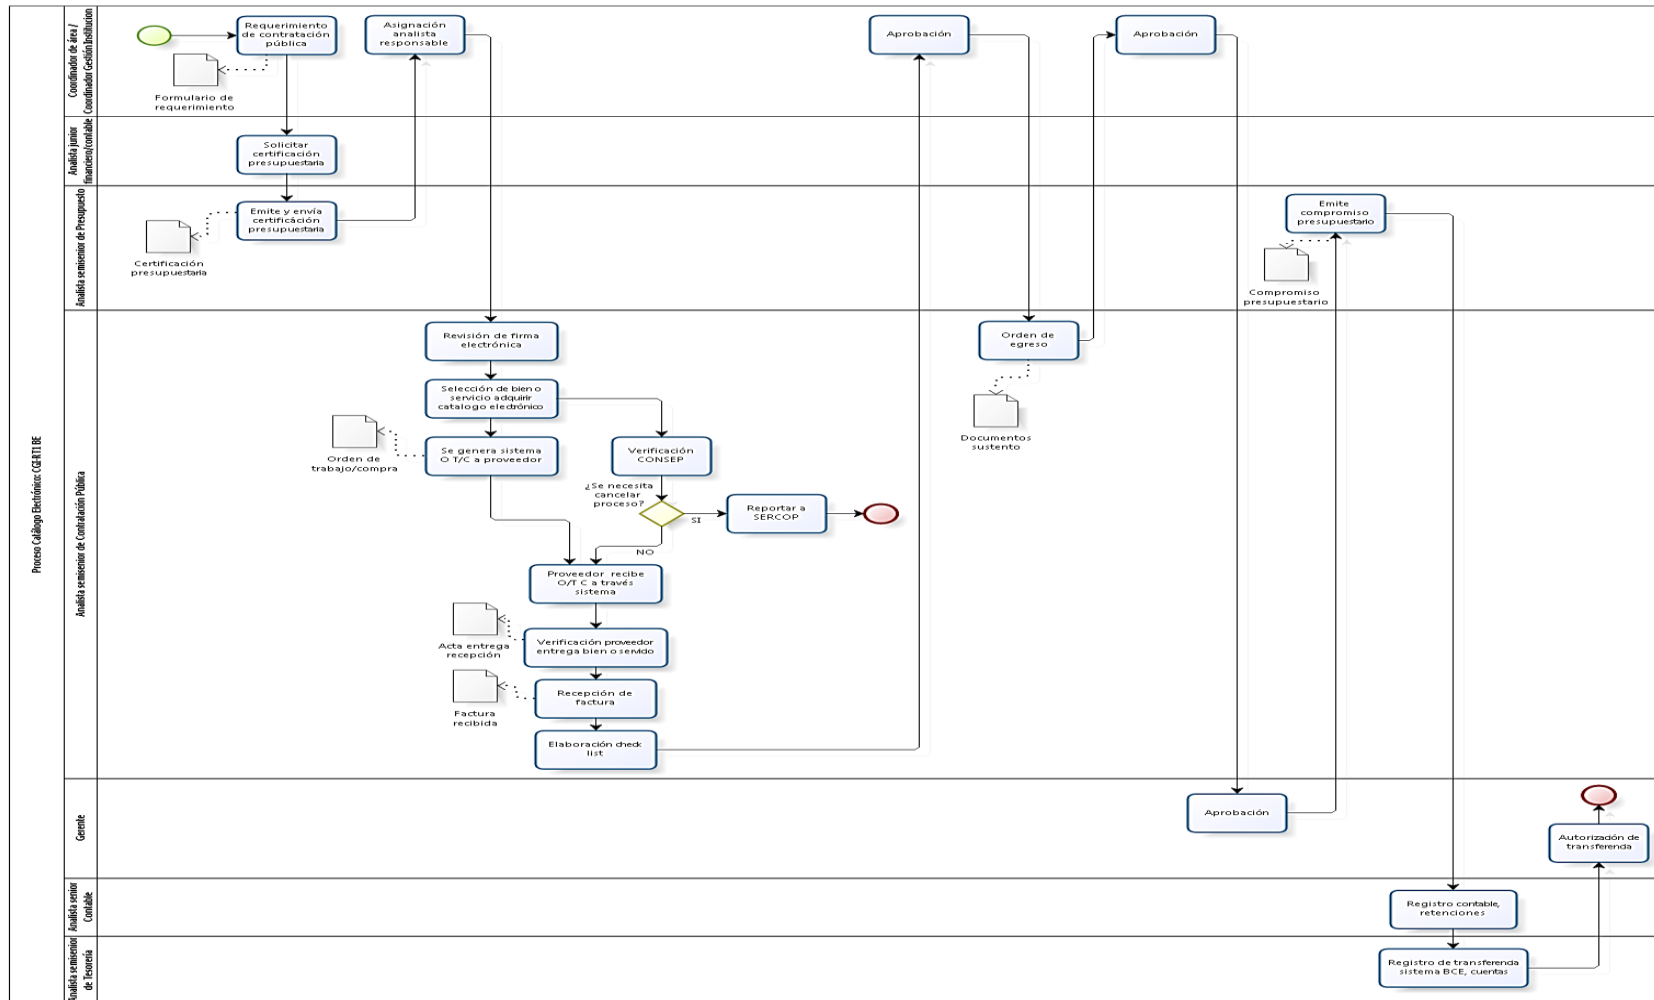 Proceso Catálogo Electrónico: CGI-RTI BE
Coordinador de área /
Coordinador Gestión Institucion
Requerimiento
de contratación
pública
Formulario de
requerimiento
Asignación
analista
responsable
Aprobación
Aprobación
Analista junior
financiero/contable
Solicitar
certificación
presupuestaria
Analista semisenior de Presupuesto
Emite y envía
certificación
presupuestaria
Certificación
presupuestaria
Emite
compromiso
presupuestario
Compromiso
presupuestario
Analista semisenior de Contratación Pública
Revisión de firma
electrónica
Selección de bien o
servicio adquirir
catalogo electrónico
Se genera sistema
O T/C a proveedor
Orden de
trabajo/compra
Verificación
CONSEP
¿Se necesita
cancelar
proceso?
SI
NO
Reportar a
SERCOP
Proveedor recibe
O/T C a través
sistema
Verificación proveedor
entrega bien o servicio
Acta entrega
recepción
Recepción de
factura
Factura
recibida
Elaboración check
list
Orden de
egreso
Documentos
sustento
Gerente
Aprobación
Autorización de
transferencia
Analista senior
Contable
Registro contable,
retenciones
Analista semisenior
de Tesorería
Registro de transferencia
sistema BCE, cuentas